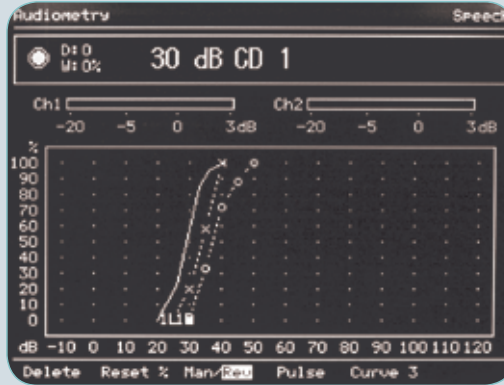 Audiometry Speech
D: 0
W: 0%
30 dB CD 1
Ch1 Ch2
-20 -5 0 3dB -20 -5 0 3dB
%
100
90
80
70
60
50
40
30
20
10
0
dB -10 0 10 20 30 40 50 60 70 80 90 100 110 120
Delete Reset % Man/Rev Pulse Curve 3